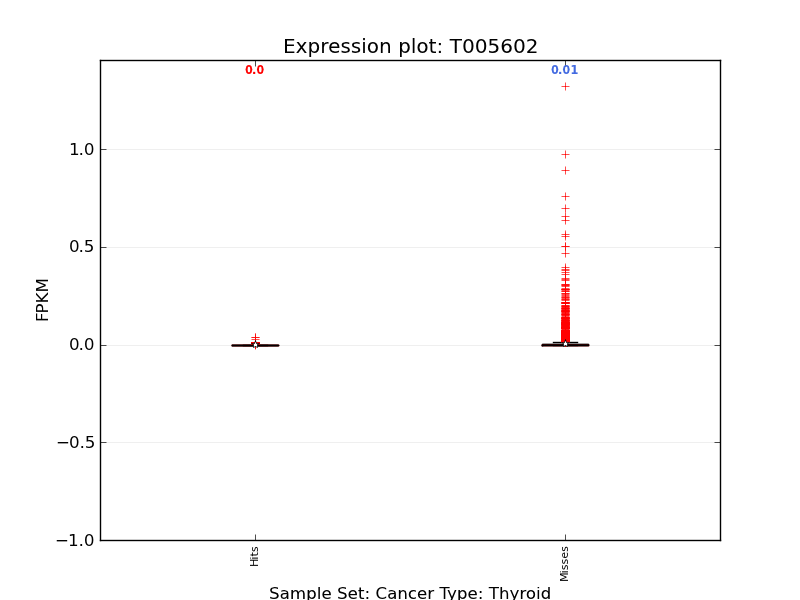 Expression plot: T005602
0.0
0.01
1.0
0.5
0.0
−0.5
−1.0
FPKM
Hits
Misses
Sample Set: Cancer Type: Thyroid